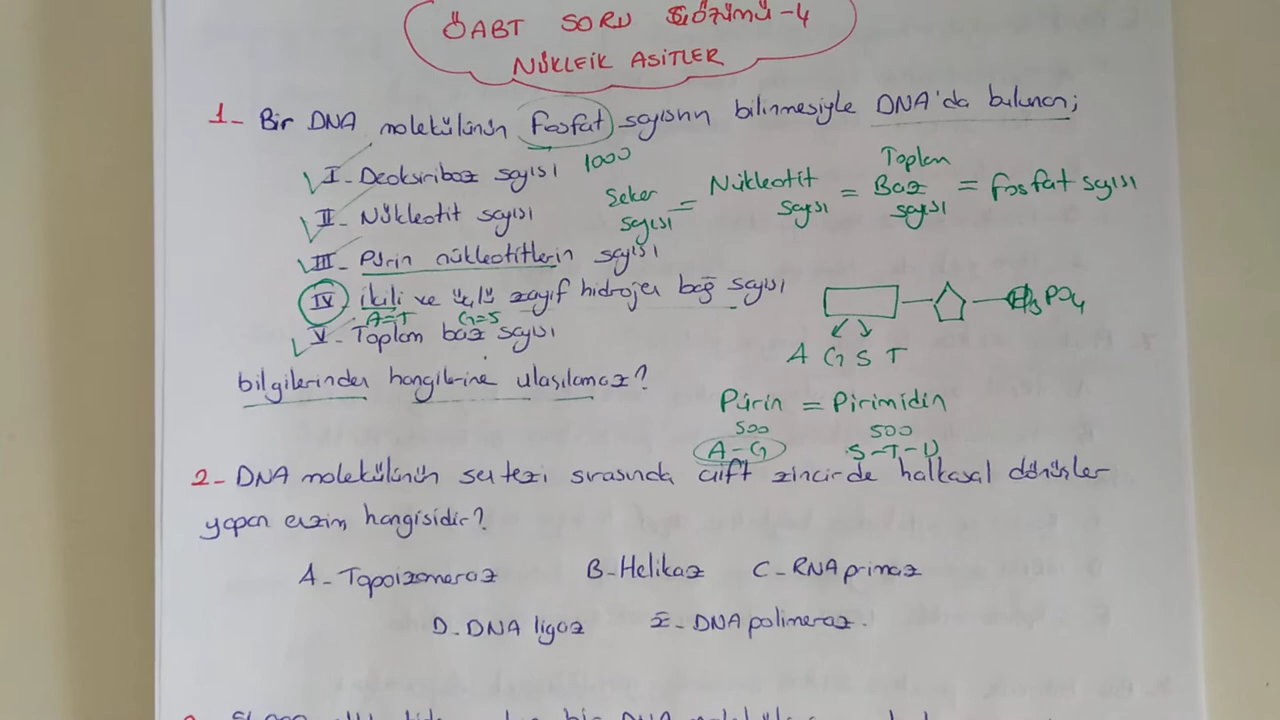 ÖABT SORU ÇÖZÜMÜ-4
NÜKLEİK ASİTLER
1- Bir DNA molekülünün fosfat sayısının bilinmesiyle DNA'da bulunan;
I- Deoksiriboz sayısı
1000
II- Nükleotit sayısı
Şeker sayısı = Nükleotit sayısı = Toplam Baz sayısı = fosfat sayısı
III- Pürin nükleotitlerin sayısı
IV İkili ve üçlü zayıf hidrojen bağ sayısı
A=T G≡S
PO4
V- Toplam baz sayısı
A G S T
bilgilerinden hangilerine ulaşılamaz?
Pürin = Pirimidin
500 500
A-G S-T-U
2- DNA molekülünün sentezi sırasında çift zincirde halkasal dönüşler
yapan enzim hangisidir?
A- Topoizomeraz B- Helikaz C- RNA primaz
D- DNA ligaz E- DNA polimeraz.